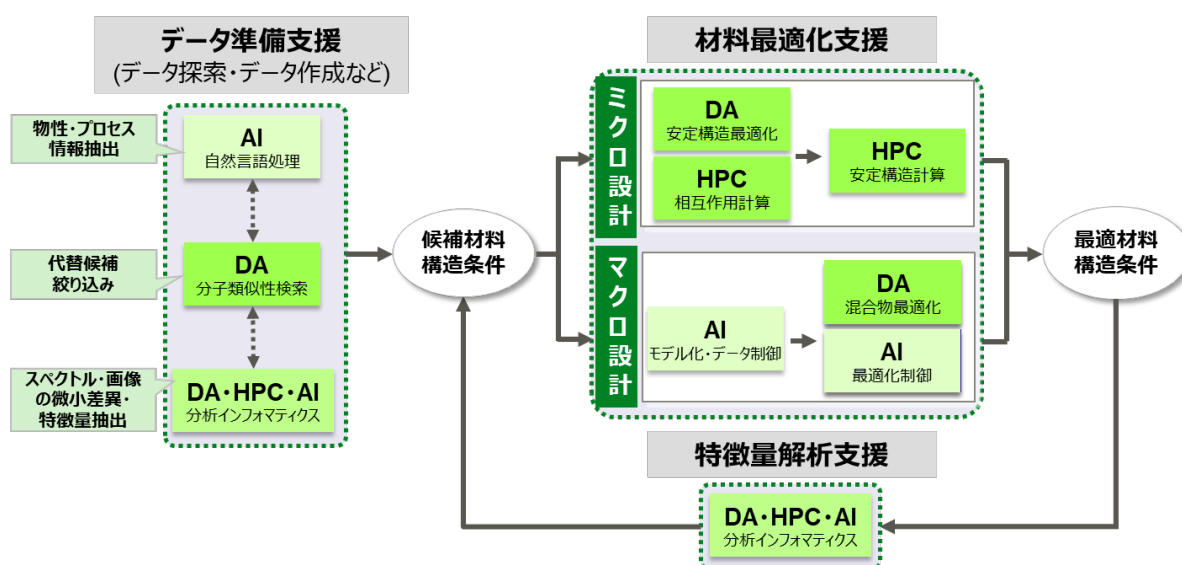 データ準備支援
(データ探索・データ作成など)
物性・プロセス
情報抽出
AI
自然言語処理
代替候補
絞り込み
DA
分子類似性検索
スペクトル・画像
の微小差異・
特徴量抽出
DA・HPC・AI
分析インフォマティクス
候補材料
構造条件
材料最適化支援
ミクロ設計
DA
安定構造最適化
HPC
相互作用計算
HPC
安定構造計算
マクロ設計
AI
モデル化・データ制御
DA
混合物最適化
AI
最適化制御
最適材料
構造条件
特徴量解析支援
DA・HPC・AI
分析インフォマティクス